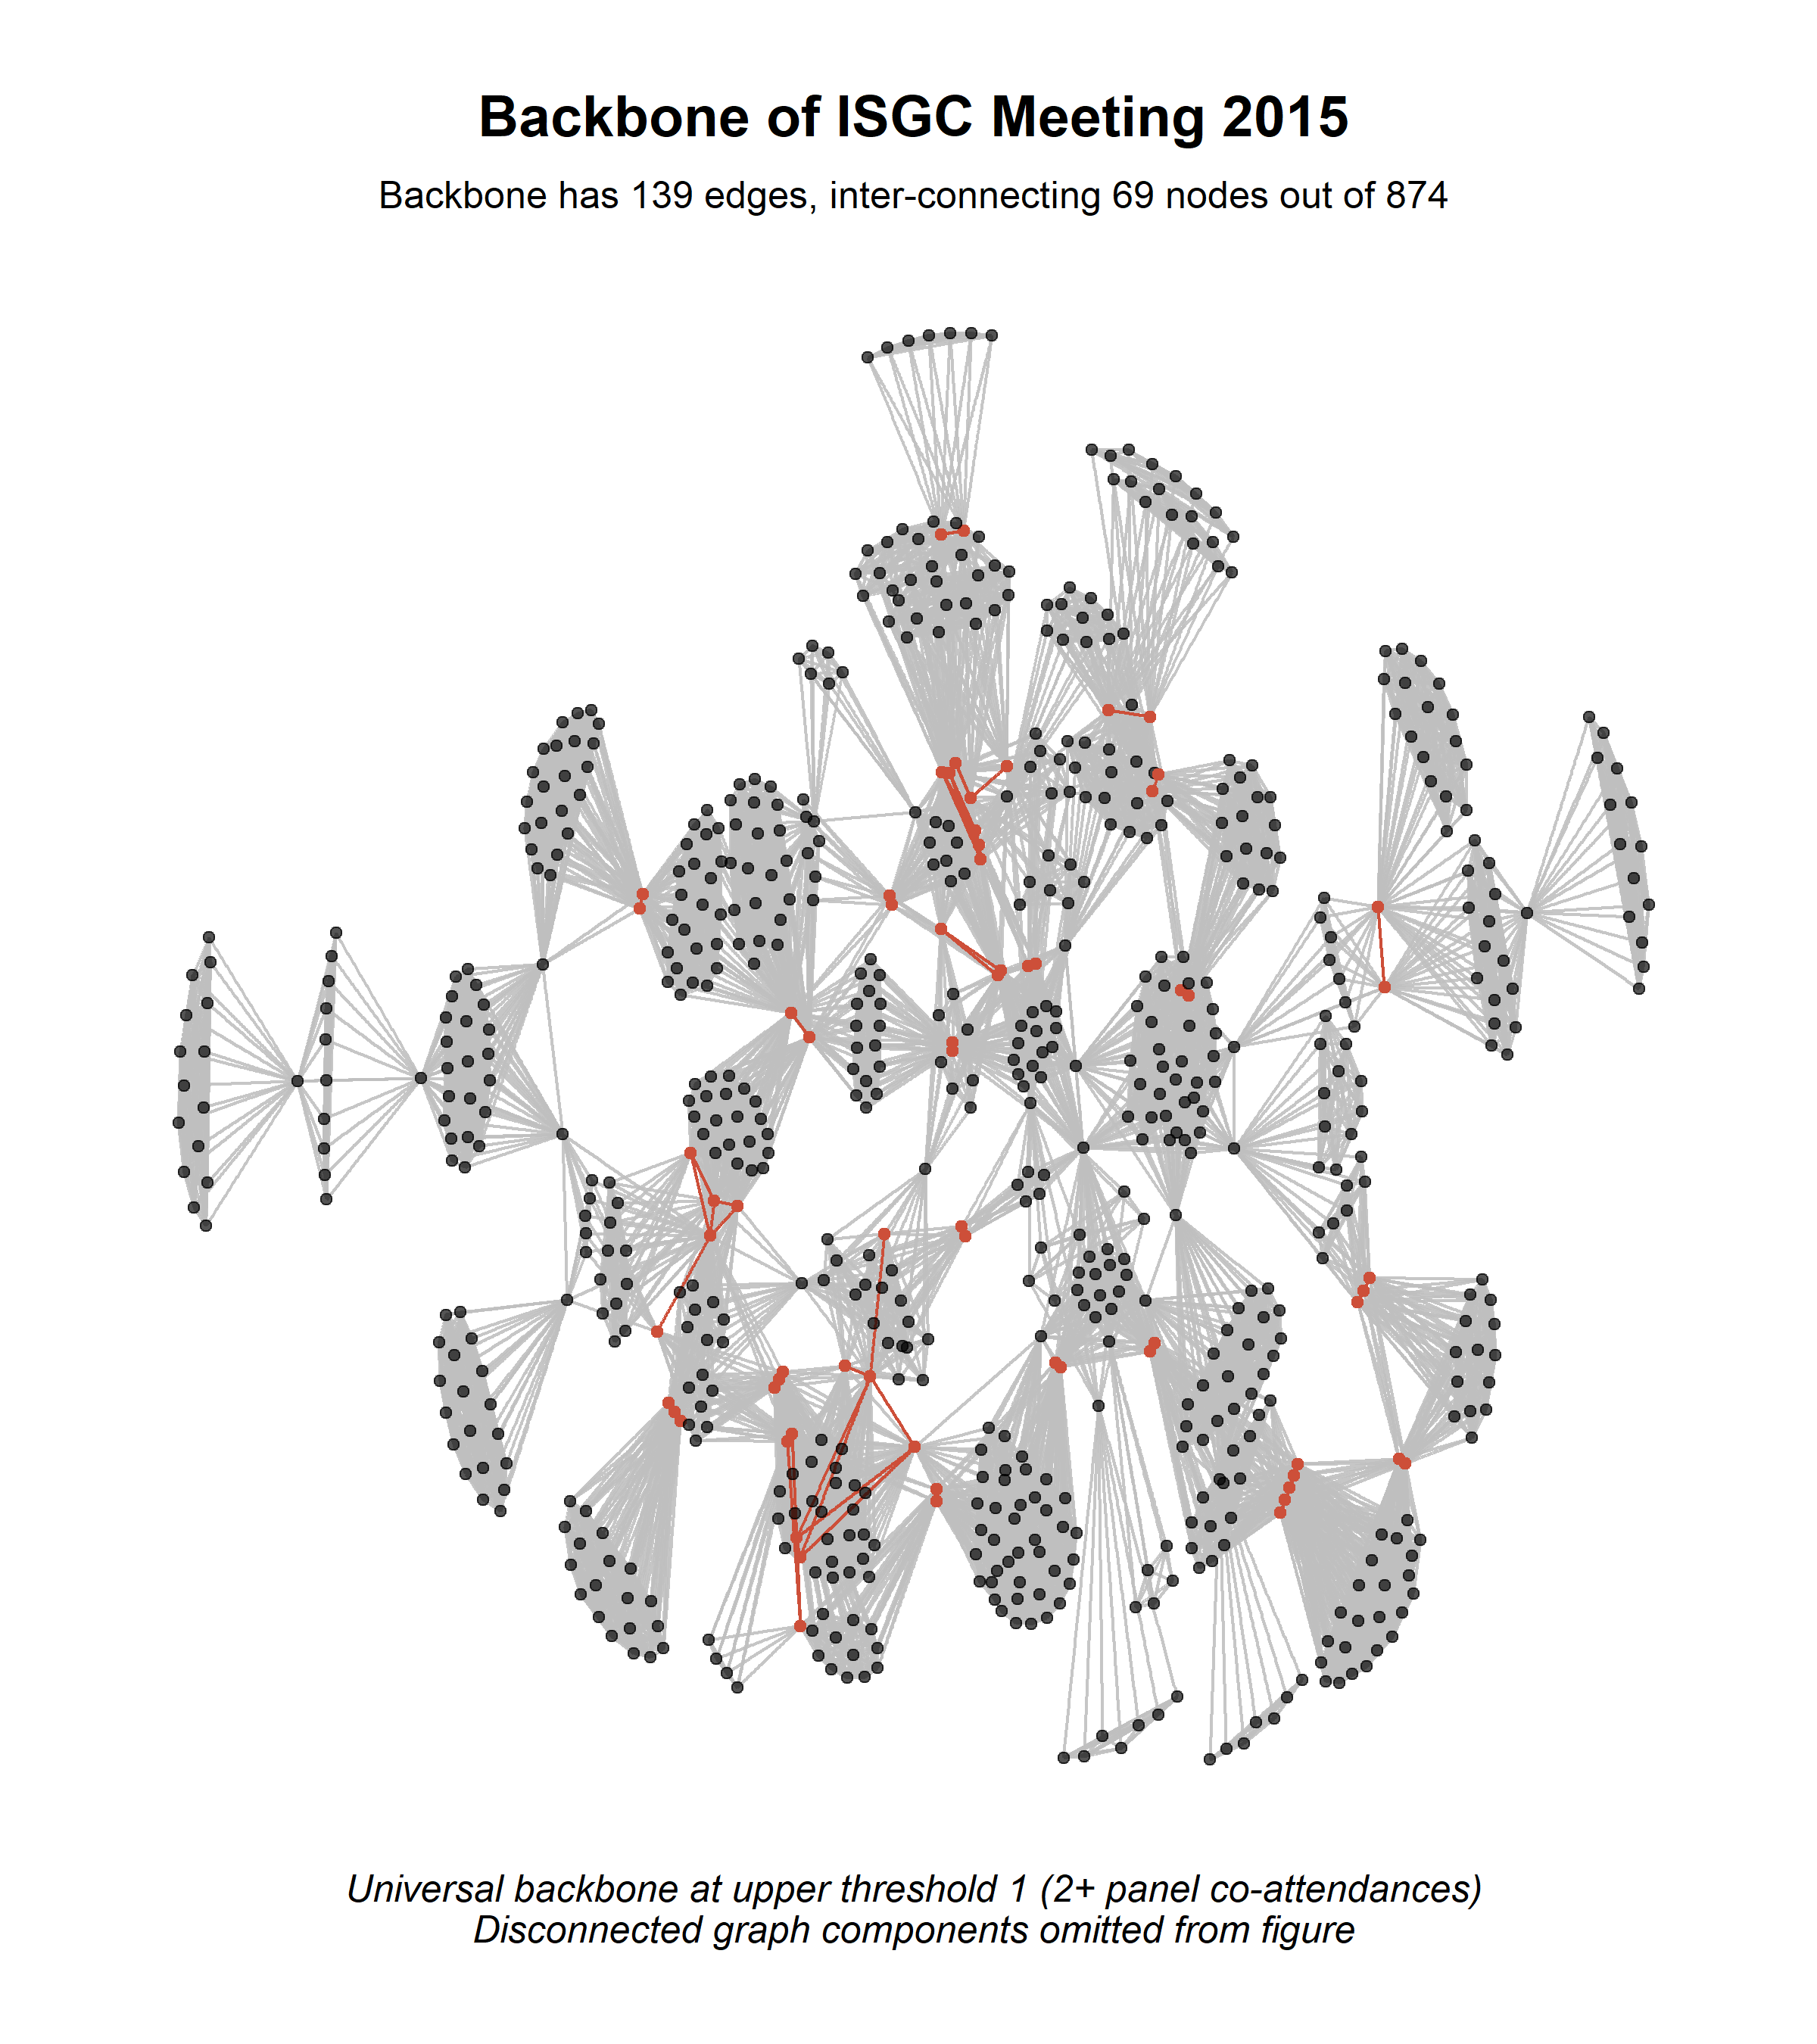 Backbone of ISGC Meeting 2015
Backbone has 139 edges, inter-connecting 69 nodes out of 874
Universal backbone at upper threshold 1 (2+ panel co-attendances)
Disconnected graph components omitted from figure